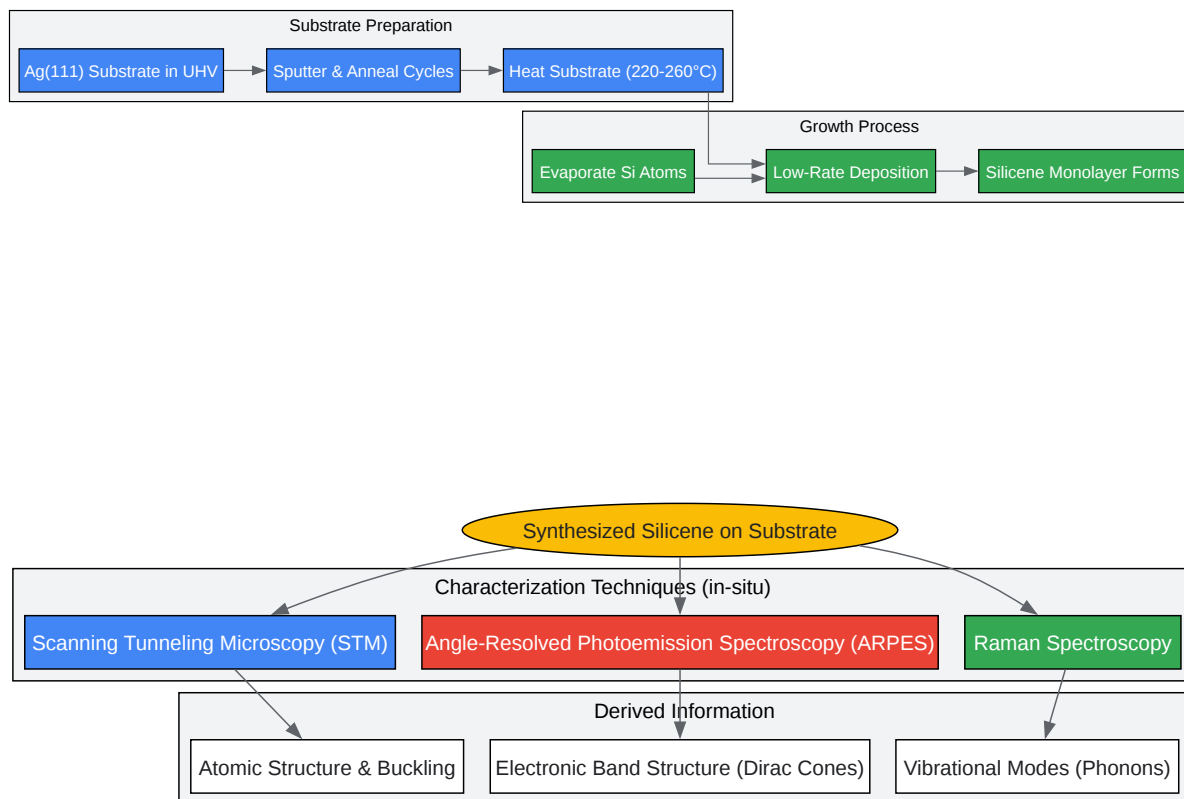 Substrate Preparation
Ag(111) Substrate in UHV
Sputter & Anneal Cycles
Heat Substrate (220-260°C)
Growth Process
Evaporate Si Atoms
Low-Rate Deposition
Silicene Monolayer Forms
Synthesized Silicene on Substrate
Characterization Techniques (in-situ)
Scanning Tunneling Microscopy (STM)
Angle-Resolved Photoemission Spectroscopy (ARPES)
Raman Spectroscopy
Derived Information
Atomic Structure & Buckling
Electronic Band Structure (Dirac Cones)
Vibrational Modes (Phonons)